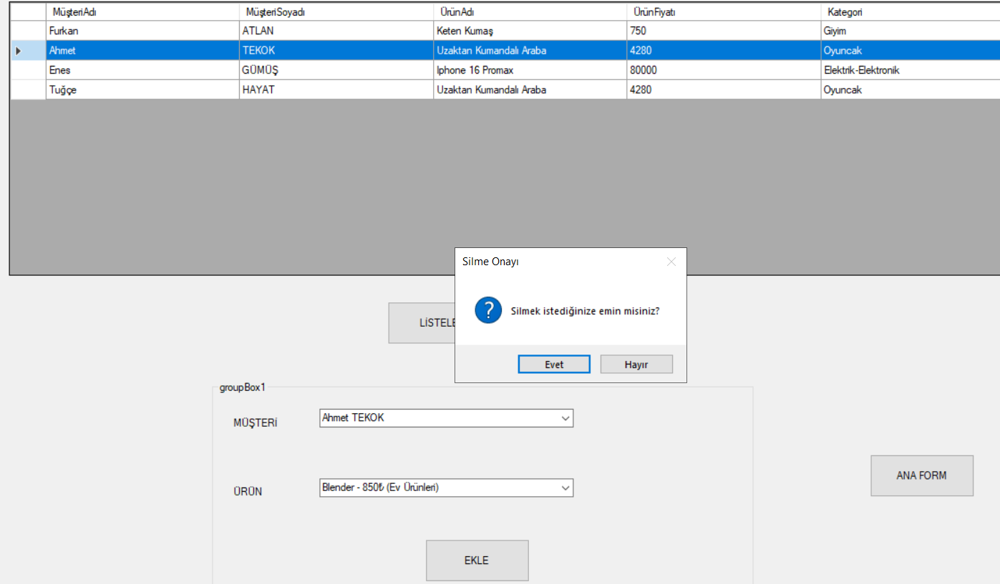 MüşteriAdı MüşteriSoyadı ÜrünAdı ÜrünFiyatı Kategori
Furkan ATLAN Keten Kumaş 750 Giyim
Ahmet TEKOK Uzaktan Kumandalı Araba 4280 Oyuncak
Enes GÜMÜŞ Iphone 16 Promax 80000 Elektrik-Elektronik
Tuğçe HAYAT Uzaktan Kumandalı Araba 4280 Oyuncak
Silme Onayı
Silmek istediğinize emin misiniz?
LİSTELE
Evet Hayır
groupBox1
MÜŞTERİ Ahmet TEKOK
ANA FORM
ÜRÜN Blender - 850₺ (Ev Ürünleri)
EKLE